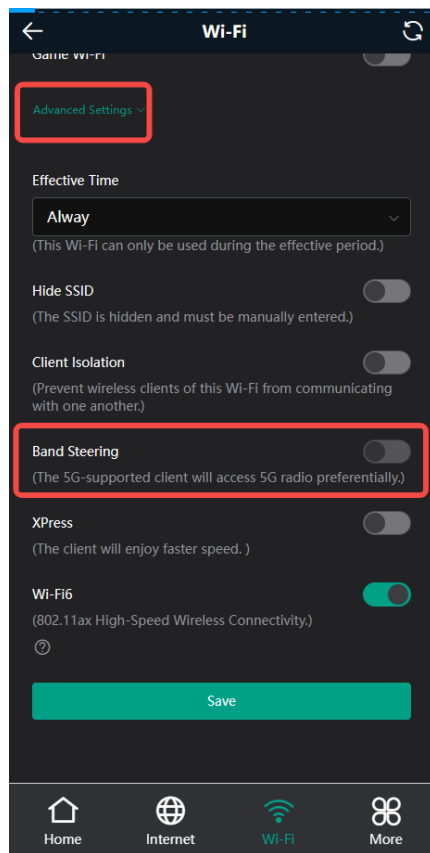 Wi-Fi
Game Wi-Fi
Advanced Settings
Effective Time
Alway
(This Wi-Fi can only be used during the effective period.)
Hide SSID
(The SSID is hidden and must be manually entered.)
Client Isolation
(Prevent wireless clients of this Wi-Fi from communicating
with one another.)
Band Steering
(The 5G-supported client will access 5G radio preferentially.)
XPress
(The client will enjoy faster speed. )
Wi-Fi6
(802.11ax High-Speed Wireless Connectivity.)
?
Save
Home Internet Wi-Fi More